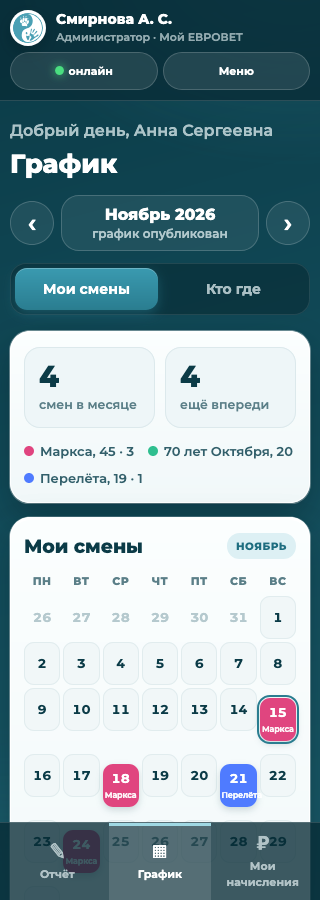 Смирнова А. С.
Администратор · Мой ЕВРОВЕТ
онлайн
Меню
Добрый день, Анна Сергеевна
График
‹
Ноябрь 2026
график опубликован
›
Мои смены
Кто где
4
смен в месяце
4
ещё впереди
Маркса, 45 · 3
70 лет Октября, 20
Перелёта, 19 · 1
Мои смены
НОЯБРЬ
ПН ВТ СР ЧТ ПТ СБ ВС
26 27 28 29 30 31 1
2 3 4 5 6 7 8
9 10 11 12 13 14 15
Маркса
16 17 18 19 20 21 22
Маркса Перелёт
23 24 25 26 27 28 29
Маркса
Отчёт
График
₽
Мои
начисления